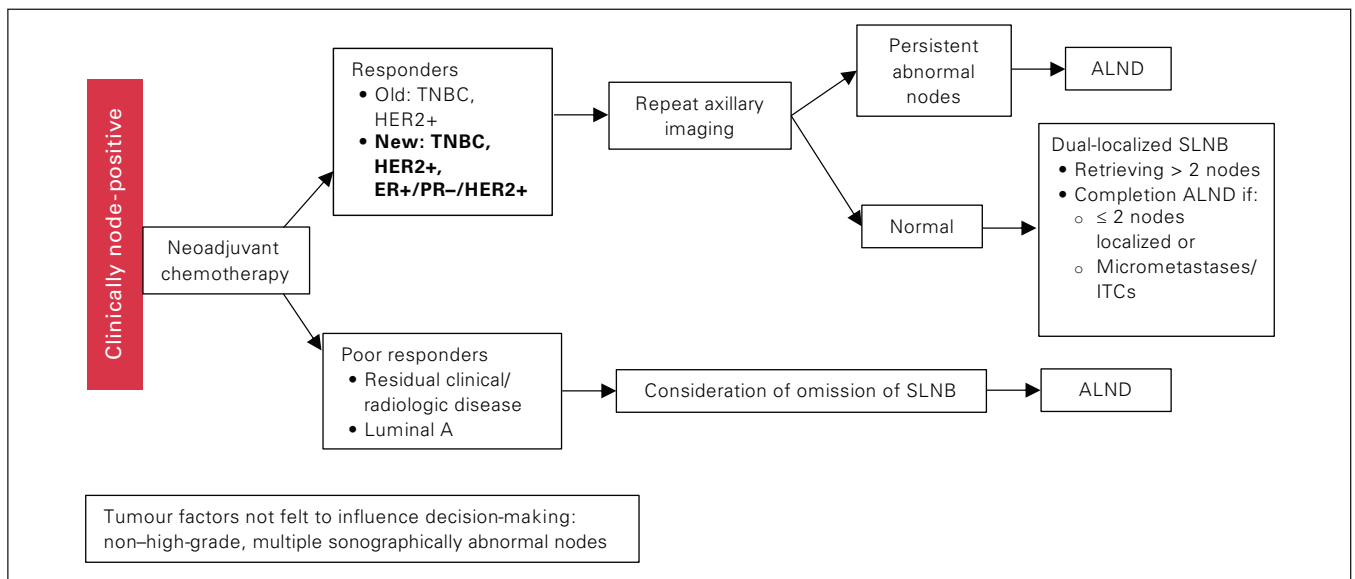 Clinically node-positive
Neoadjuvant
chemotherapy
Responders
• Old: TNBC,
HER2+
• New: TNBC,
HER2+,
ER+/PR–/HER2+
Repeat axillary
imaging
Persistent
abnormal
nodes
ALND
Normal
Dual-localized SLNB
• Retrieving > 2 nodes
• Completion ALND if:
○ ≤ 2 nodes
localized or
○ Micrometastases/
ITCs
Poor responders
• Residual clinical/
radiologic disease
• Luminal A
Consideration of omission of SLNB
ALND
Tumour factors not felt to influence decision-making:
non–high-grade, multiple sonographically abnormal nodes